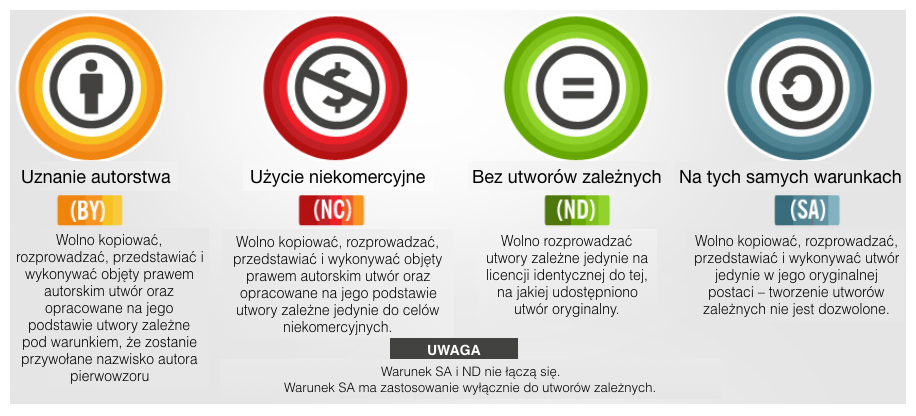 Uznanie autorstwa
(BY)
Wolno kopiować,
rozprowadzać, przedstawiać i
wykonywać objęty prawem
autorskim utwór oraz
opracowane na jego
podstawie utwory zależne
pod warunkiem, że zostanie
przywołane nazwisko autora
pierwowzoru
Użycie niekomercyjne
(NC)
Wolno kopiować, rozprowadzać,
przedstawiać i wykonywać objęty
prawem autorskim utwór oraz
opracowane na jego podstawie
utwory zależne jedynie do celów
niekomercyjnych.
Bez utworów zależnych
(ND)
Wolno rozprowadzać
utwory zależne jedynie na
licencji identycznej do tej,
na jakiej udostępniono
utwór oryginalny.
Na tych samych warunkach
(SA)
Wolno kopiować, rozprowadzać,
przedstawiać i wykonywać utwór
jedynie w jego oryginalnej
postaci – tworzenie utworów
zależnych nie jest dozwolone.
UWAGA
Warunek SA i ND nie łączą się.
Warunek SA ma zastosowanie wyłącznie do utworów zależnych.